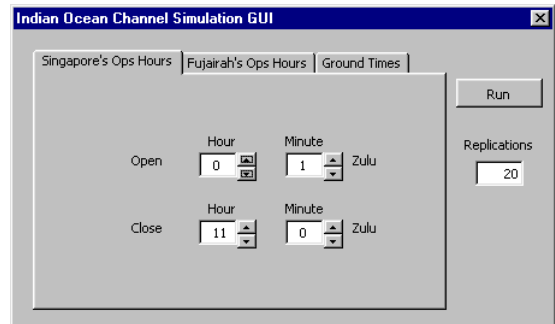 Indian Ocean Channel Simulation GUI
Singapore's Ops Hours Fujairah's Ops Hours Ground Times
Run
Hour Minute
Open 0 1 Zulu
Replications
20
Hour Minute
Close 11 0 Zulu